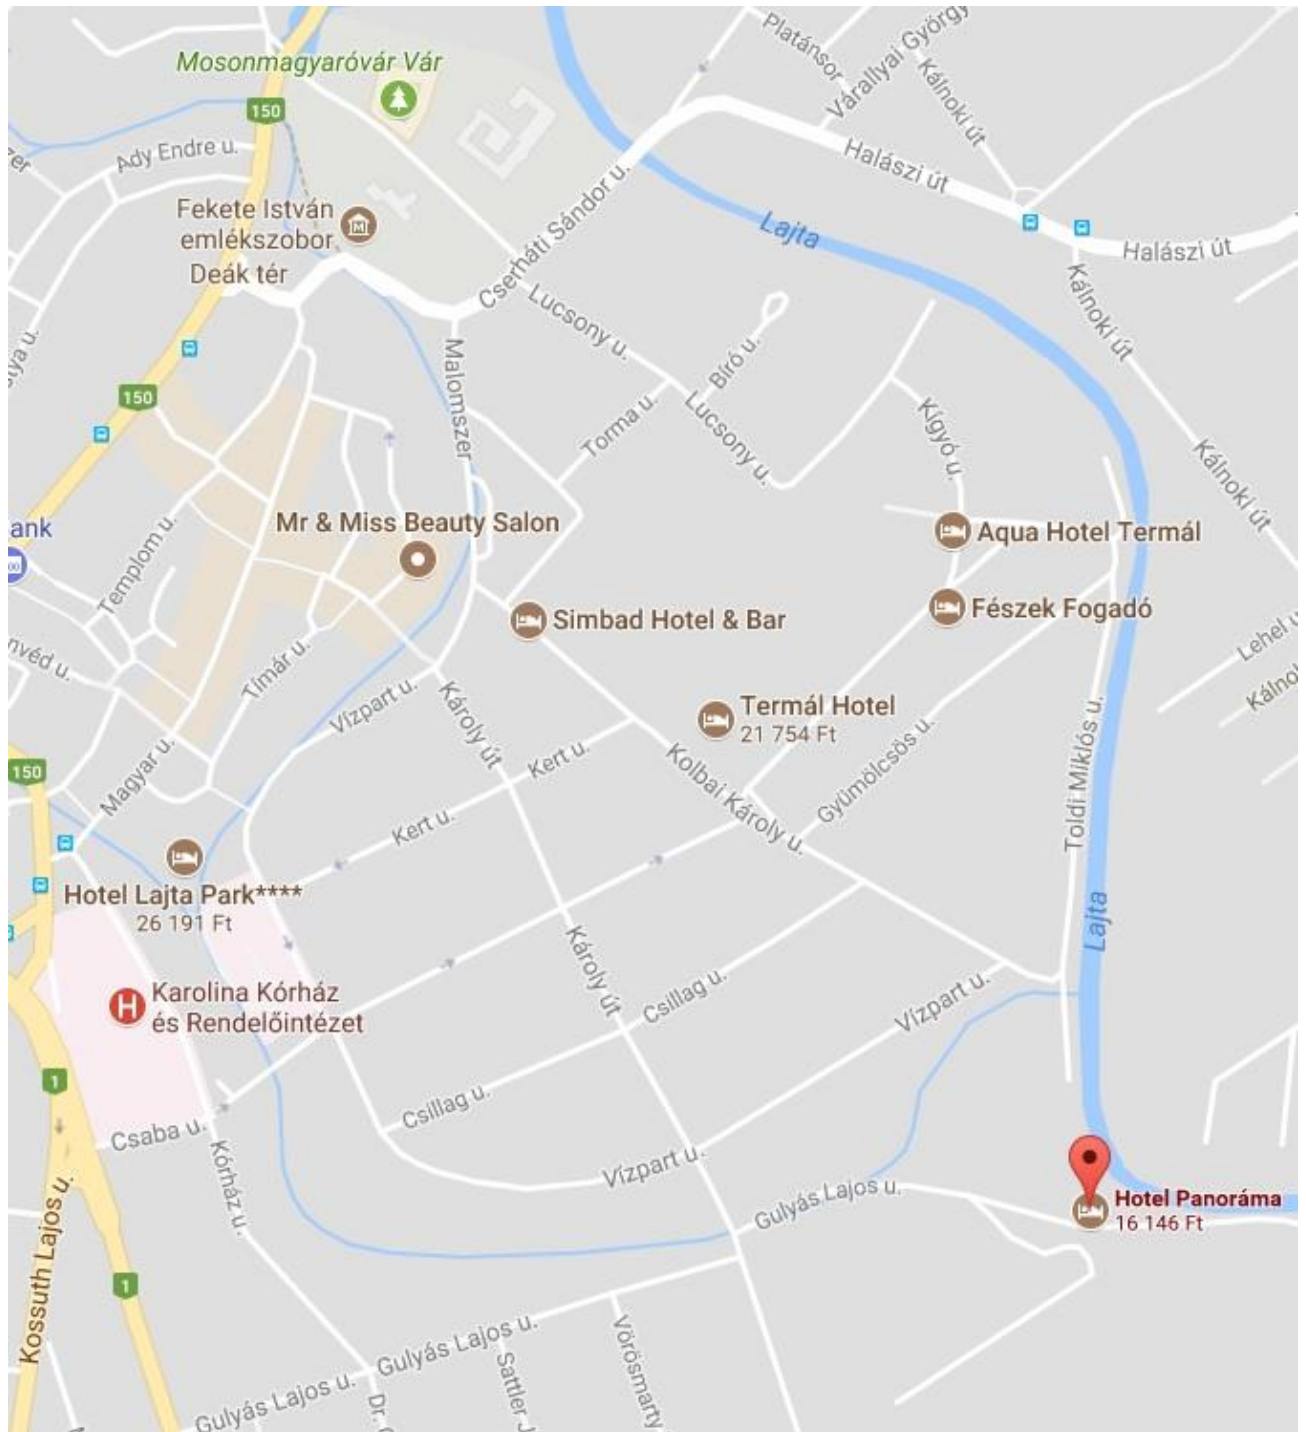 Platánsor
Várallyai György
Kálnoki út
Mosonmagyaróvár Vár
150
Ady Endre u.
Halászi út
Fekete István
emlékszobor
Deák tér
Cserháti Sándor u.
Lajta
Halászi út
Kálnoki út
Lucsony u.
Malomszer
Bíró u.
150
Torma u.
Lucsony u.
Kígyó u.
Kálnoki út
ank
Mr & Miss Beauty Salon
Aqua Hotel Termál
Templom u.
Simbad Hotel & Bar
Fészek Fogadó
Lehel u
nvéd u.
Tímár u.
Vízpart u.
Károly út
Termál Hotel
21 754 Ft
Kálnok
150
Magyar u.
Kert u.
Kolbai Károly u.
Gyümölcsös u.
Toldi Miklós u.
Kert u.
Hotel Lajta Park****
26 191 Ft
Lajta
Károly út
Karolina Kórház
és Rendelőintézet
Csillag u.
Vízpart u.
1
Csillag u.
Csaba u.
Kórház u.
Vízpart u.
Gulyás Lajos u.
Hotel Panoráma
16 146 Ft
Kossuth Lajos u.
1
Gulyás Lajos u.
Vörösmarty
Sattler J
Gulyás Lajos u.
Dr.